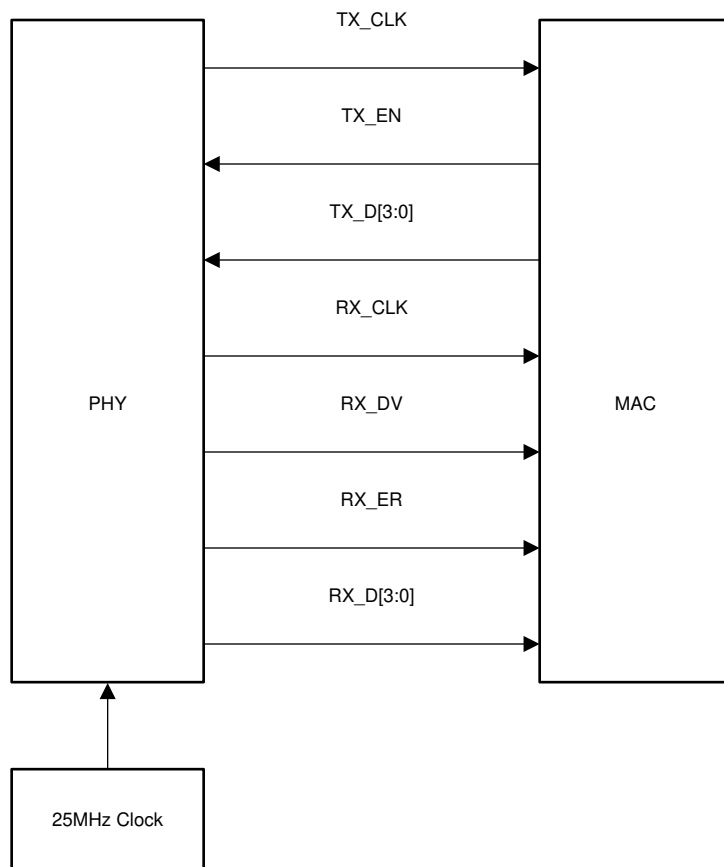 TX_CLK
TX_EN
TX_D[3:0]
RX_CLK
PHY
RX_DV
MAC
RX_ER
RX_D[3:0]
25MHz Clock